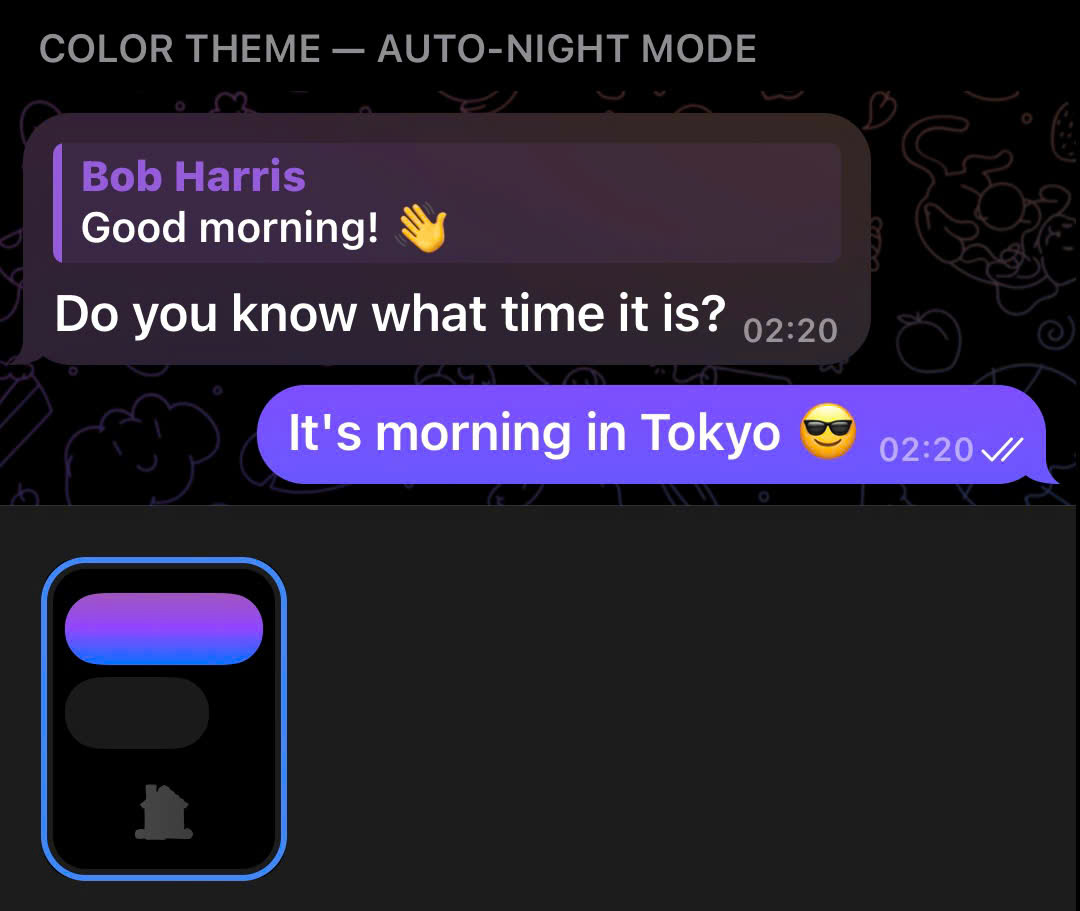 COLOR THEME — AUTO-NIGHT MODE
Bob Harris
Good morning! 👋
Do you know what time it is? 02:20
It's morning in Tokyo 😎 02:20